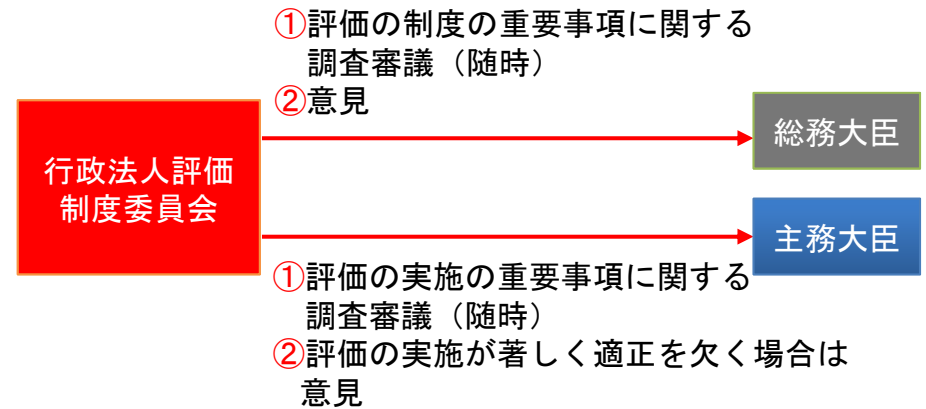 ①評価の制度の重要事項に関する
調査審議（随時）
②意見
行政法人評価
制度委員会
総務大臣
主務大臣
①評価の実施の重要事項に関する
調査審議（随時）
②評価の実施が著しく適正を欠く場合は
意見